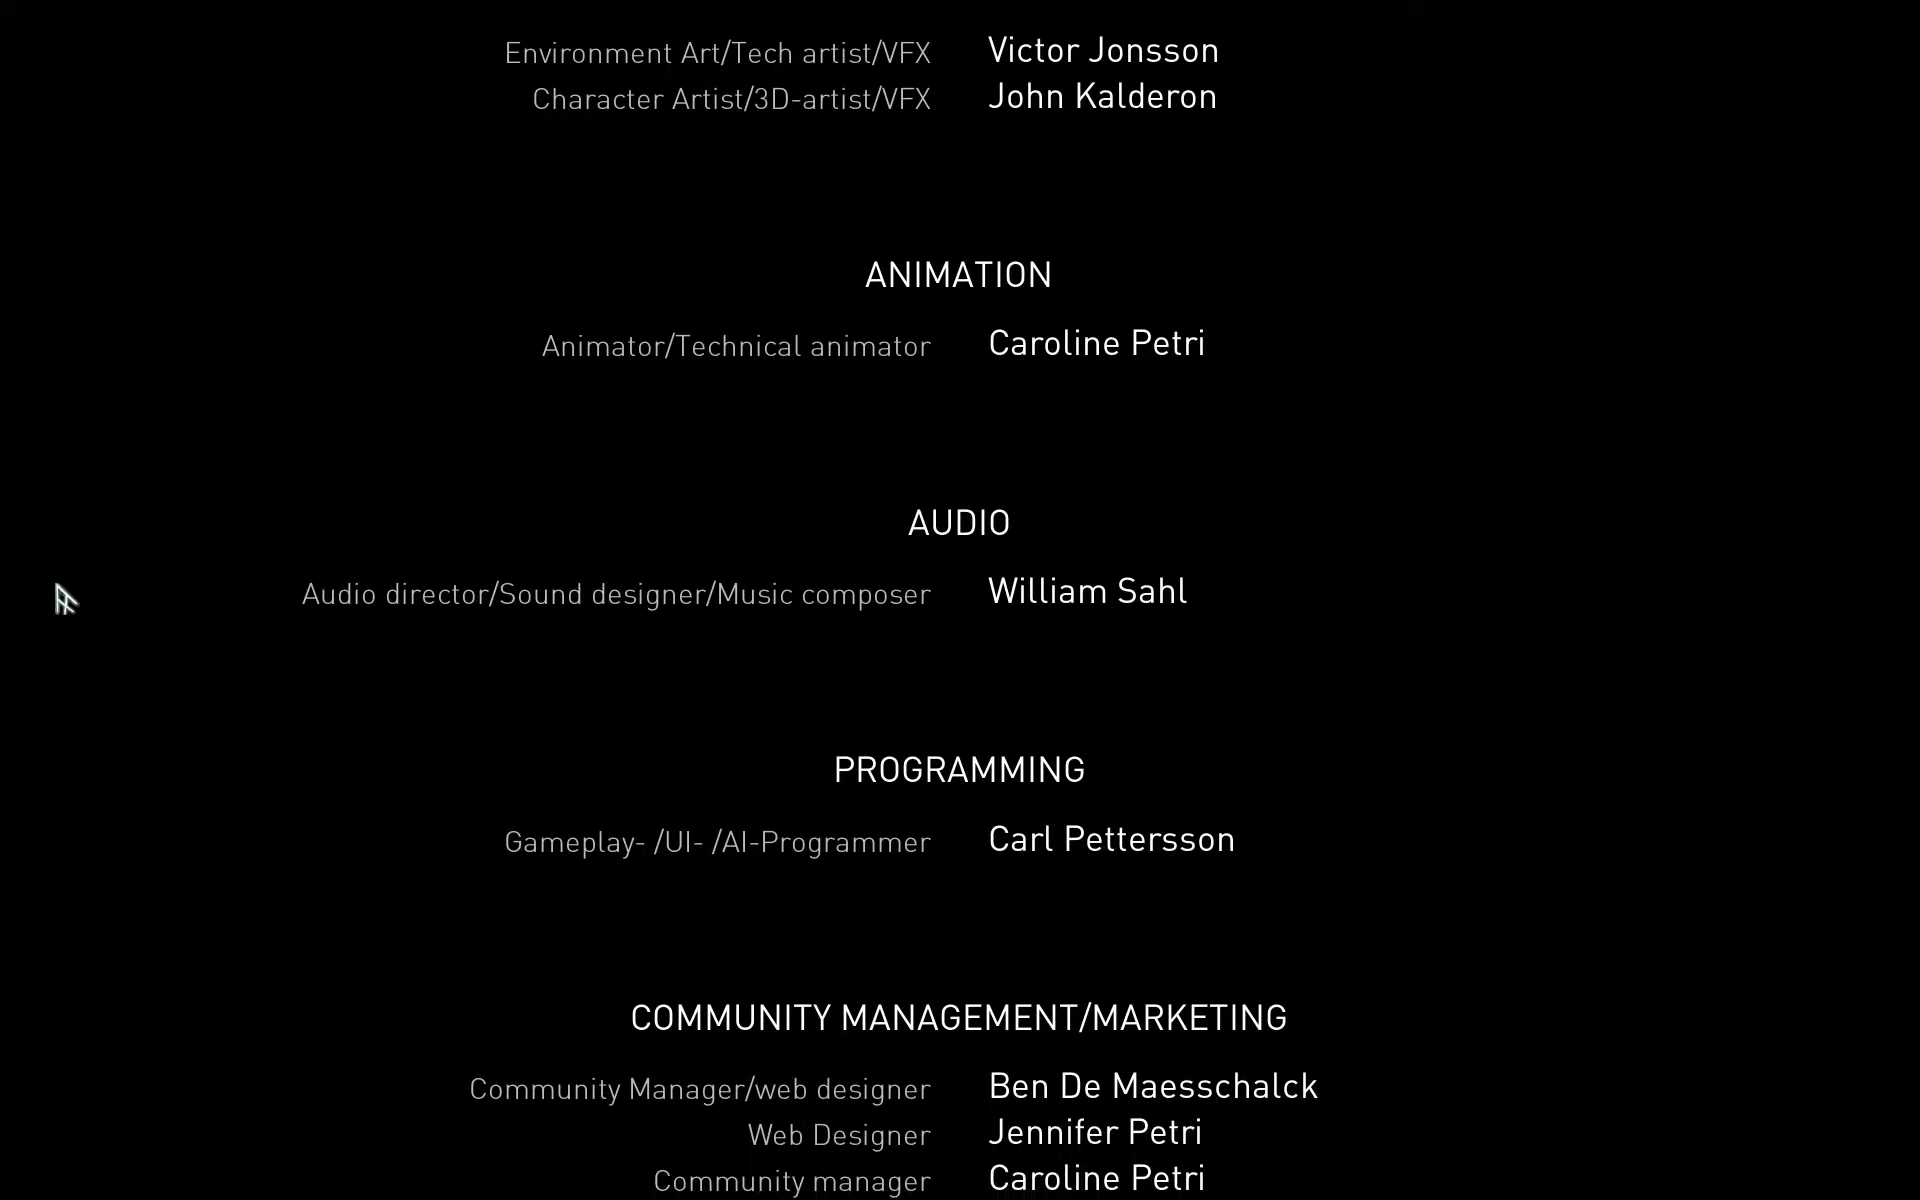 Environment Art/Tech artist/VFX Victor Jonsson
Character Artist/3D-artist/VFX John Kalderon
ANIMATION
Animator/Technical animator Caroline Petri
AUDIO
Audio director/Sound designer/Music composer William Sahl
PROGRAMMING
Gameplay- /UI- /AI-Programmer Carl Pettersson
COMMUNITY MANAGEMENT/MARKETING
Community Manager/web designer Ben De Maesschalck
Web Designer Jennifer Petri
Community manager Caroline Petri